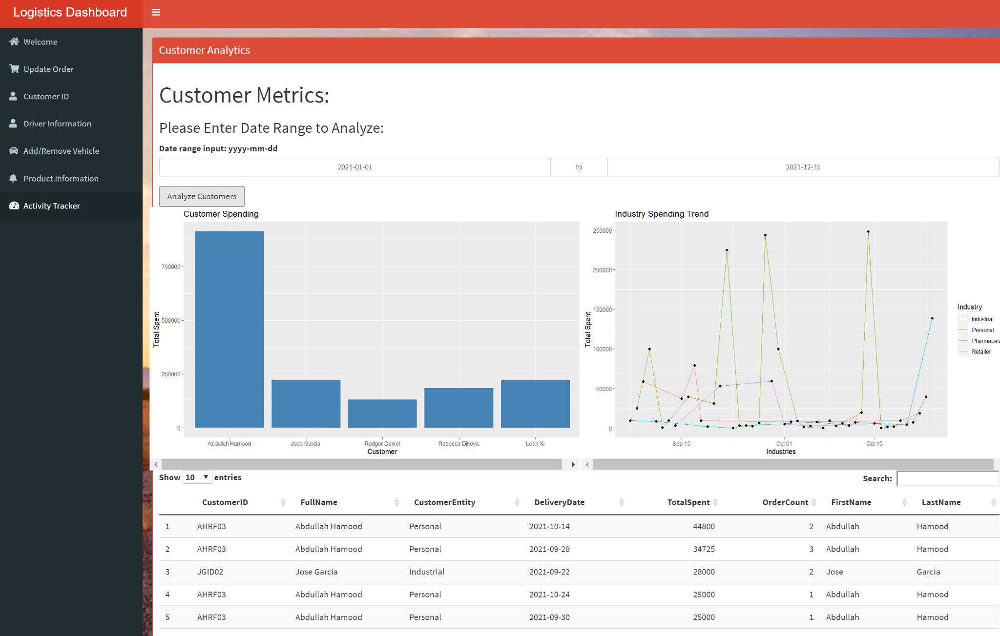 Logistics Dashboard
Welcome
Update Order
Customer ID
Driver Information
Add/Remove Vehicle
Product Information
Activity Tracker
Customer Analytics
Customer Metrics:
Please Enter Date Range to Analyze:
Date range input: yyyy-mm-dd
2021-01-01 to 2021-12-31
Analyze Customers
Customer Spending
Total Spent
750000
500000
250000
0
Abdullah Hamood Jose Garcia Rodger Daniel Rebecca Djkovic Leon Xi
Customer
Industry Spending Trend
Total Spent
250000
200000
150000
100000
50000
0
Sep 15 Oct 01 Oct 15
Industries
Industry
Industrial
Personal
Pharmaceu
Retailer
Show 10 entries
Search:
CustomerID FullName CustomerEntity DeliveryDate TotalSpent OrderCount FirstName LastName
1 AHRF03 Abdullah Hamood Personal 2021-10-14 44800 2 Abdullah Hamood
2 AHRF03 Abdullah Hamood Personal 2021-09-28 34725 3 Abdullah Hamood
3 JGID02 Jose Garcia Industrial 2021-09-22 28000 2 Jose Garcia
4 AHRF03 Abdullah Hamood Personal 2021-10-24 25000 1 Abdullah Hamood
5 AHRF03 Abdullah Hamood Personal 2021-09-30 25000 1 Abdullah Hamood